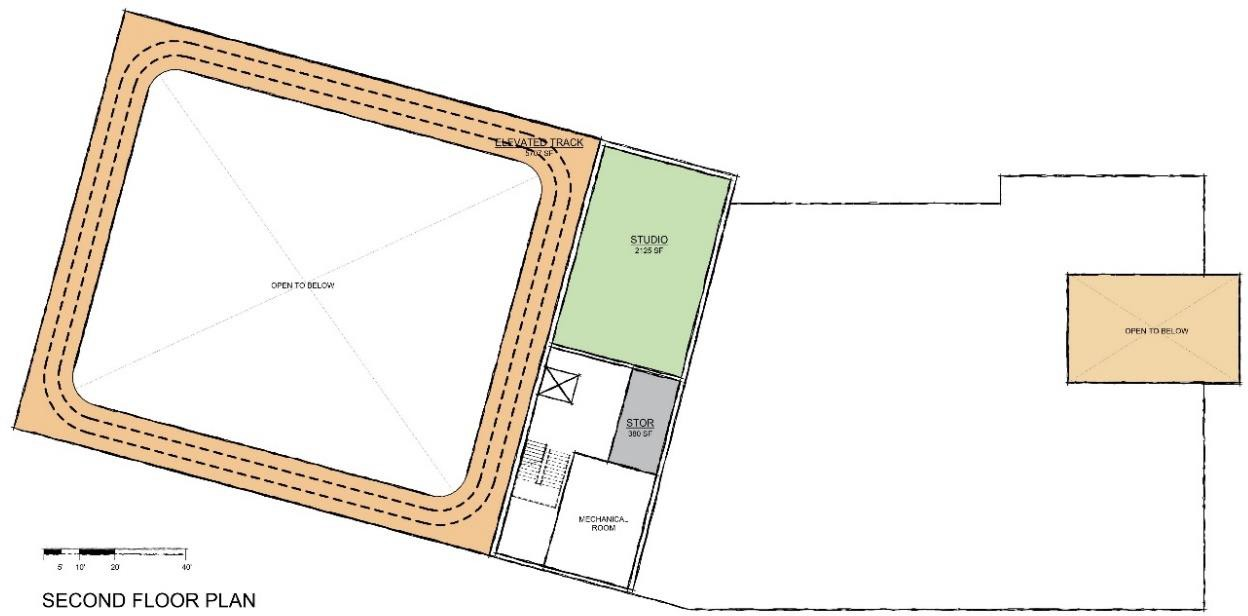 ELEVATED TRACK
5707 SF
STUDIO
2125 SF
OPEN TO BELOW
OPEN TO BELOW
STOR
380 SF
MECHANICAL
ROOM
5' 10' 20' 40'
SECOND FLOOR PLAN